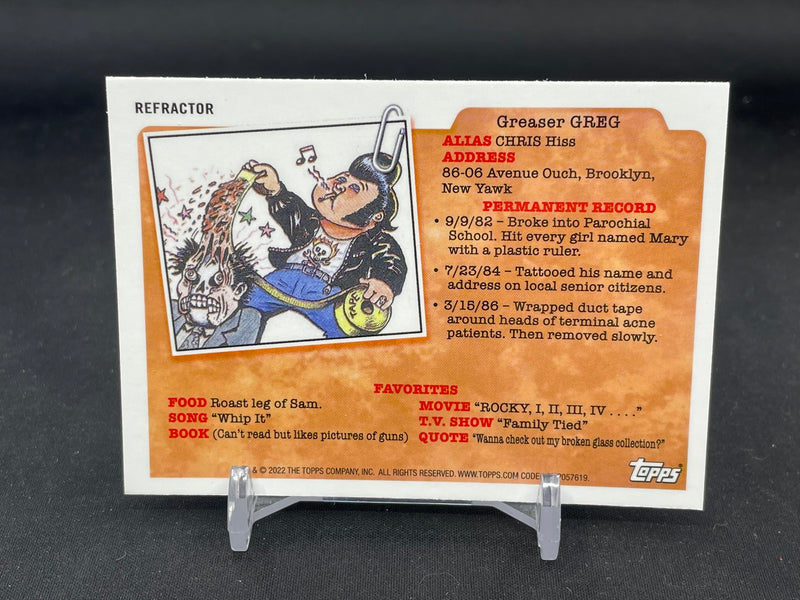 REFRACTOR
Greaser GREG
ALIAS CHRIS Hiss
ADDRESS
86-06 Avenue Ouch, Brooklyn,
New Yawk
PERMANENT RECORD
• 9/9/82 – Broke into Parochial
School. Hit every girl named Mary
with a plastic ruler.
• 7/23/84 – Tattooed his name and
address on local senior citizens.
• 3/15/86 – Wrapped duct tape
around heads of terminal acne
patients. Then removed slowly.
TAPE
FAVORITES
FOOD Roast leg of Sam.
SONG "Whip It"
BOOK (Can't read but likes pictures of guns)
MOVIE "ROCKY, I, II, III, IV . . . ."
T.V. SHOW "Family Tied"
QUOTE "Wanna check out my broken glass collection?"
& © 2022 THE TOPPS COMPANY, INC. ALL RIGHTS RESERVED. WWW.TOPPS.COM CODE 057619.
TOPPS